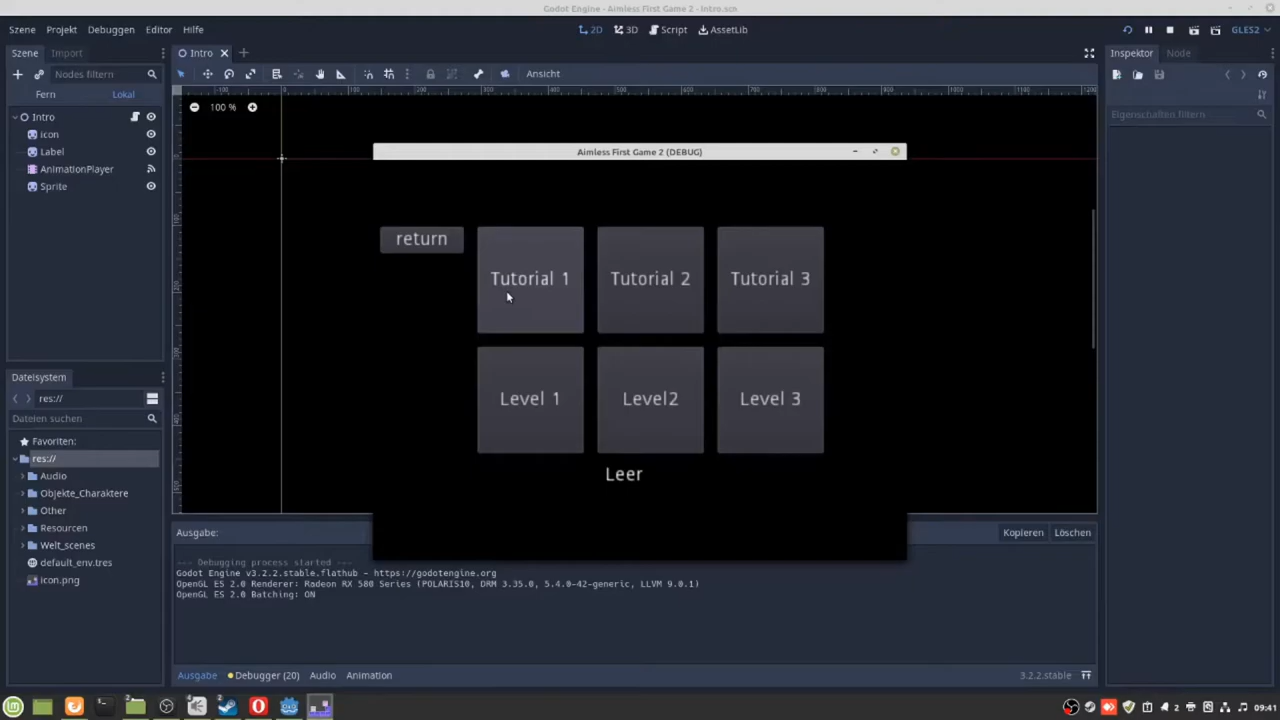 Godot Engine - Aimless First Game 2 - Intro.scn
Szene Projekt Debuggen Editor Hilfe
2D 3D Script AssetLib
GLES2
Szene Import
Intro
Inspektor Node
Nodes filtern
Ansicht
Fern Lokal
100 %
Eigenschaften filtern
Intro
icon
Label
AnimationPlayer
Sprite
Aimless First Game 2 (DEBUG)
return
Tutorial 1
Tutorial 2
Tutorial 3
Level 1
Level2
Level 3
Leer
Dateisystem
res://
Dateien suchen
Favoriten:
res://
Audio
Objekte_Charaktere
Other
Resourcen
Welt_scenes
default_env.tres
icon.png
Ausgabe:
Kopieren Löschen
--- Debugging process started ---
Godot Engine v3.2.2.stable.flathub - https://godotengine.org
OpenGL ES 2.0 Renderer: Radeon RX 580 Series (POLARIS10, DRM 3.35.0, 5.4.0-42-generic, LLVM 9.0.1)
OpenGL ES 2.0 Batching: ON
Ausgabe Debugger (20) Audio Animation
3.2.2.stable
2
09:41